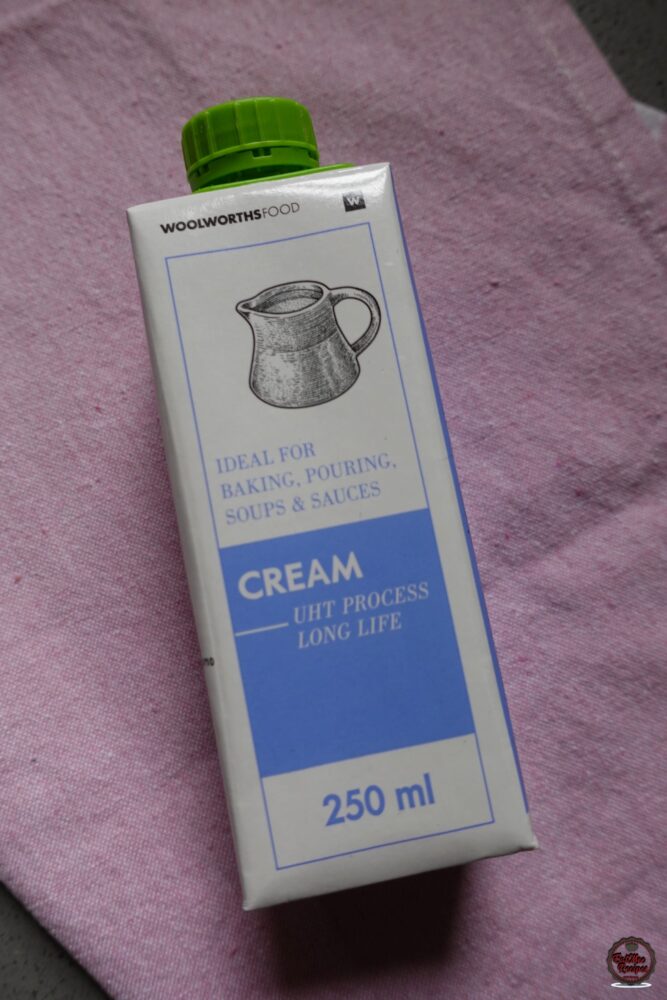 WOOLWORTHSFOOD
W
IDEAL FOR
BAKING, POURING,
SOUPS & SAUCES
CREAM
UHT PROCESS
LONG LIFE
250 ml